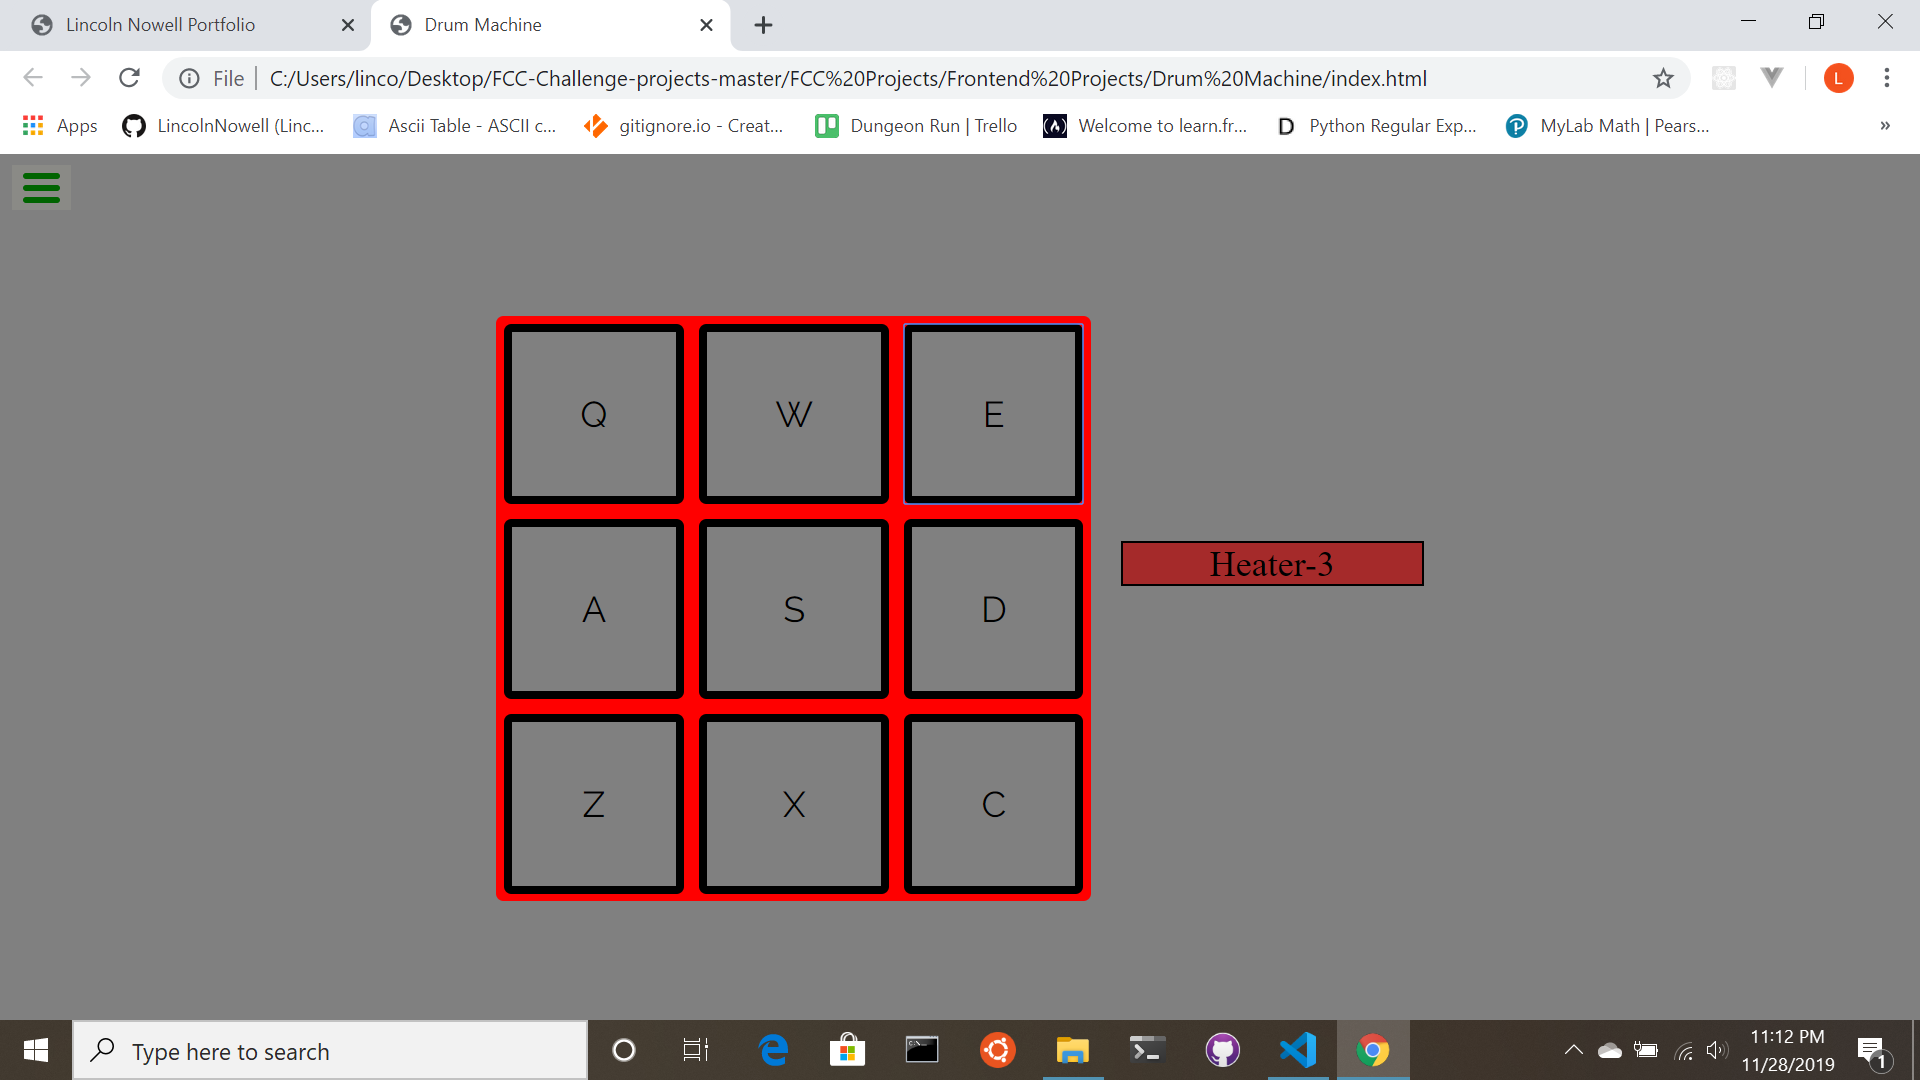 Lincoln Nowell Portfolio
Drum Machine
File
C:/Users/linco/Desktop/FCC-Challenge-projects-master/FCC%20Projects/Frontend%20Projects/Drum%20Machine/index.html
L
Apps
LincolnNowell (Linc...
Ascii Table - ASCII c...
gitignore.io - Creat...
Dungeon Run | Trello
Welcome to learn.fr...
Python Regular Exp...
MyLab Math | Pears...
»
Q W E
A S D
Heater-3
Z X C
Type here to search
11:12 PM
11/28/2019
1